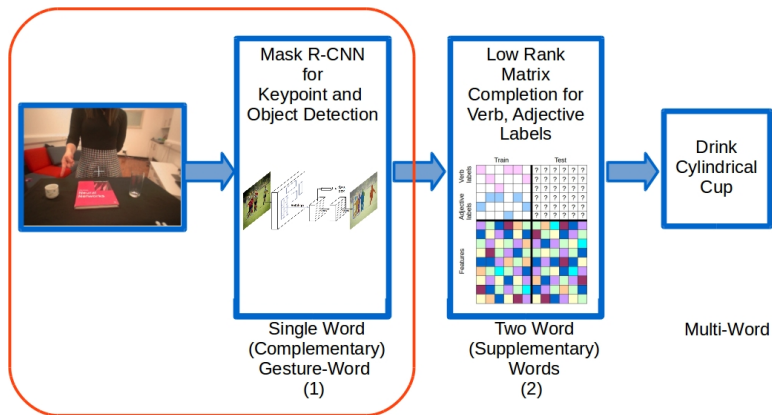 Mask R-CNN
for
Keypoint and
Object Detection
Low Rank
Matrix
Completion for
Verb, Adjective
Labels
Train Test
Verb
labels
? ? ? ? ? ?
? ? ? ? ? ?
? ? ? ? ? ?
Adjective
labels
? ? ? ? ? ?
? ? ? ? ? ?
? ? ? ? ? ?
Features
Drink
Cylindrical
Cup
Single Word
(Complementary)
Gesture-Word
(1)
Two Word
(Supplementary)
Words
(2)
Multi-Word